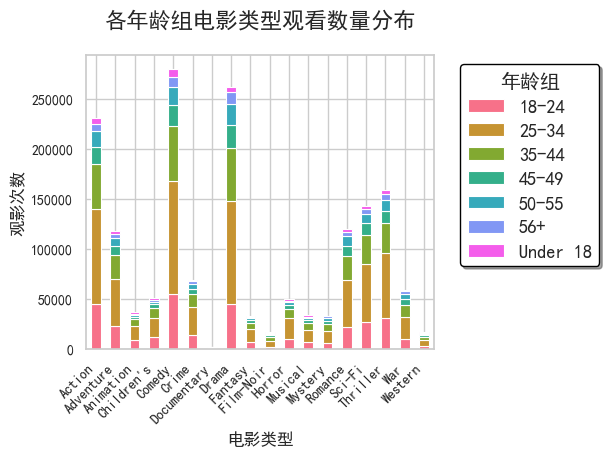 各年龄组电影类型观看数量分布
观影次数
250000
200000
150000
100000
50000
0
Action
Adventure
Animation
Children's
Comedy
Crime
Documentary
Drama
Fantasy
Film-Noir
Horror
Musical
Mystery
Romance
Sci-Fi
Thriller
War
Western
电影类型
年龄组
18-24
25-34
35-44
45-49
50-55
56+
Under 18